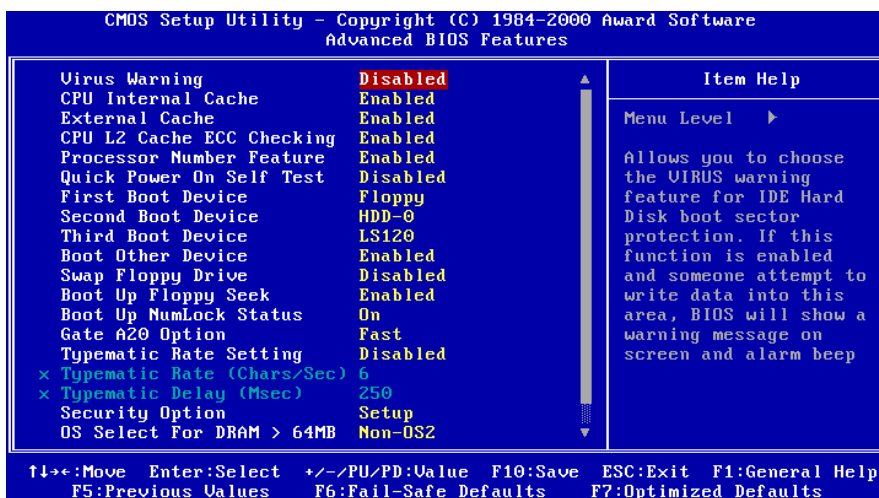 CMOS Setup Utility – Copyright (C) 1984-2000 Award Software
Advanced BIOS Features
Virus Warning Disabled
CPU Internal Cache Enabled
External Cache Enabled
CPU L2 Cache ECC Checking Enabled
Processor Number Feature Enabled
Quick Power On Self Test Disabled
First Boot Device Floppy
Second Boot Device HDD-0
Third Boot Device LS120
Boot Other Device Enabled
Swap Floppy Drive Disabled
Boot Up Floppy Seek Enabled
Boot Up NumLock Status On
Gate A20 Option Fast
Typematic Rate Setting Disabled
x Typematic Rate (Chars/Sec) 6
x Typematic Delay (Msec) 250
Security Option Setup
OS Select For DRAM > 64MB Non-OS2
Item Help
Menu Level ▶
Allows you to choose
the VIRUS warning
feature for IDE Hard
Disk boot sector
protection. If this
function is enabled
and someone attempt to
write data into this
area, BIOS will show a
warning message on
screen and alarm beep
↑↓→←:Move Enter:Select +/-/PU/PD:Value F10:Save ESC:Exit F1:General Help
F5:Previous Values F6:Fail-Safe Defaults F7:Optimized Defaults